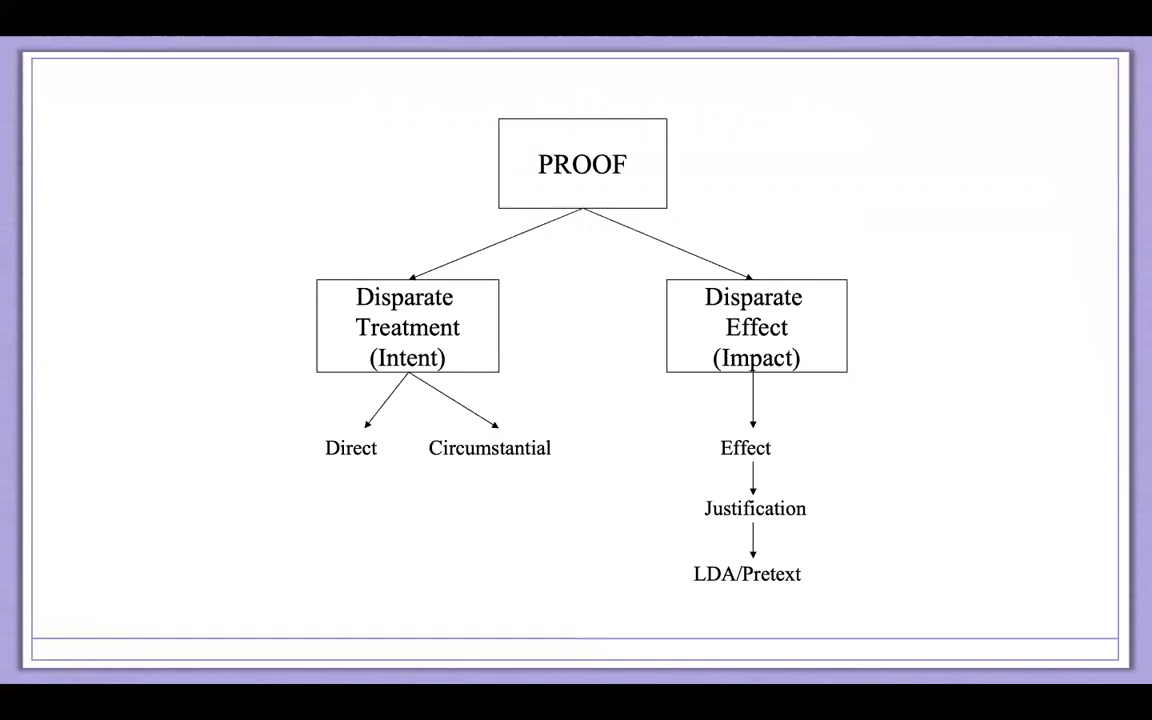 PROOF
Disparate
Treatment
(Intent)
Disparate
Effect
(Impact)
Direct
Circumstantial
Effect
Justification
LDA/Pretext